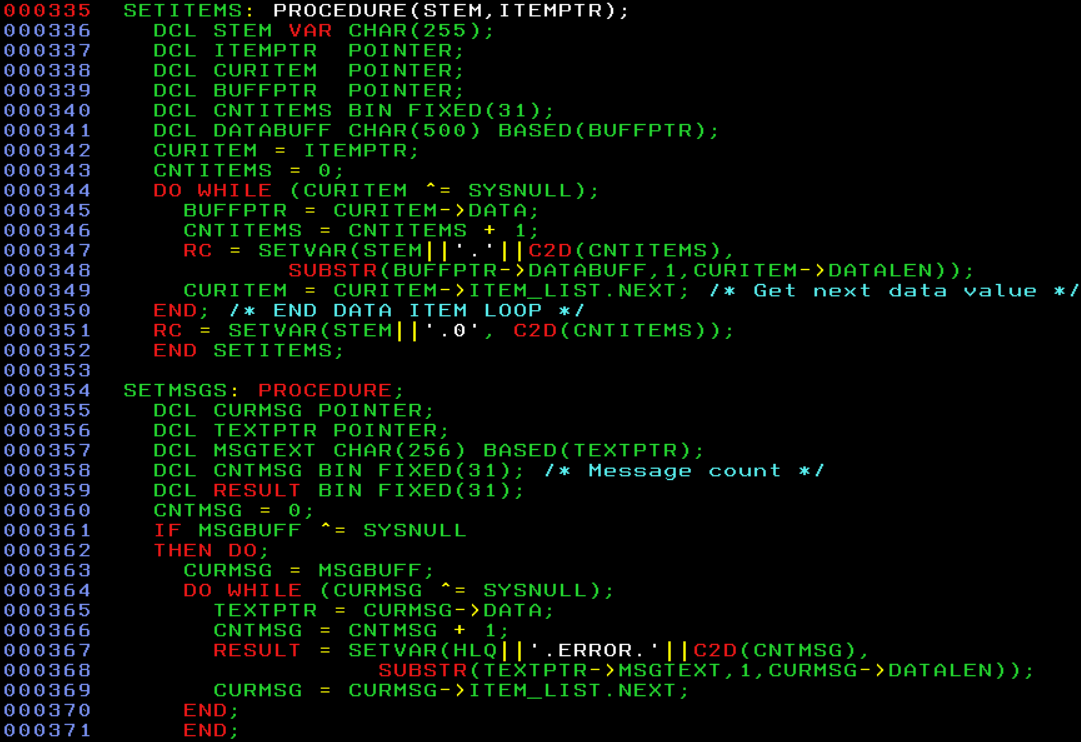 000335  SETITEMS: PROCEDURE(STEM,ITEMPTR);
000336    DCL STEM VAR CHAR(255);
000337    DCL ITEMPTR  POINTER;
000338    DCL CURITEM  POINTER;
000339    DCL BUFFPTR  POINTER;
000340    DCL CNTITEMS BIN FIXED(31);
000341    DCL DATABUFF CHAR(500) BASED(BUFFPTR);
000342    CURITEM = ITEMPTR;
000343    CNTITEMS = 0;
000344    DO WHILE (CURITEM ^= SYSNULL);
000345      BUFFPTR = CURITEM->DATA;
000346      CNTITEMS = CNTITEMS + 1;
000347      RC = SETVAR(STEM||'.'||C2D(CNTITEMS),
000348             SUBSTR(BUFFPTR->DATABUFF,1,CURITEM->DATALEN));
000349      CURITEM = CURITEM->ITEM_LIST.NEXT; /* Get next data value */
000350    END; /* END DATA ITEM LOOP */
000351    RC = SETVAR(STEM||'.0', C2D(CNTITEMS));
000352    END SETITEMS;
000353
000354  SETMSGS: PROCEDURE;
000355    DCL CURMSG POINTER;
000356    DCL TEXTPTR POINTER;
000357    DCL MSGTEXT CHAR(256) BASED(TEXTPTR);
000358    DCL CNTMSG BIN FIXED(31); /* Message count */
000359    DCL RESULT BIN FIXED(31);
000360    CNTMSG = 0;
000361    IF MSGBUFF ^= SYSNULL
000362    THEN DO;
000363      CURMSG = MSGBUFF;
000364      DO WHILE (CURMSG ^= SYSNULL);
000365        TEXTPTR = CURMSG->DATA;
000366        CNTMSG = CNTMSG + 1;
000367        RESULT = SETVAR(HLQ||'.ERROR.'||C2D(CNTMSG),
000368                   SUBSTR(TEXTPTR->MSGTEXT,1,CURMSG->DATALEN));
000369        CURMSG = CURMSG->ITEM_LIST.NEXT;
000370      END;
000371      END;